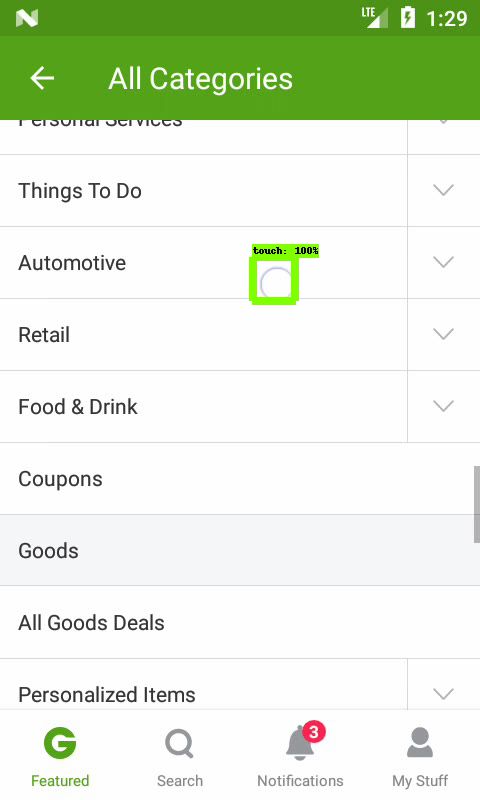 LTE
1:29
All Categories
Personal Services
Things To Do
touch: 100%
Automotive
Retail
Food & Drink
Coupons
Goods
All Goods Deals
Personalized Items
3
Featured
Search
Notifications
My Stuff